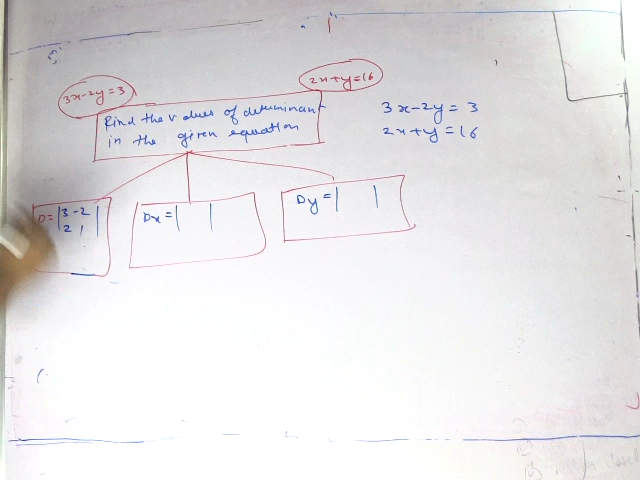 3x-2y=3
2x+y=16
Find the values of determinant
in the given equation
3x-2y=3
2x+y=16
D=|3 -2|
2 1
Dx=| |
Dy=| |